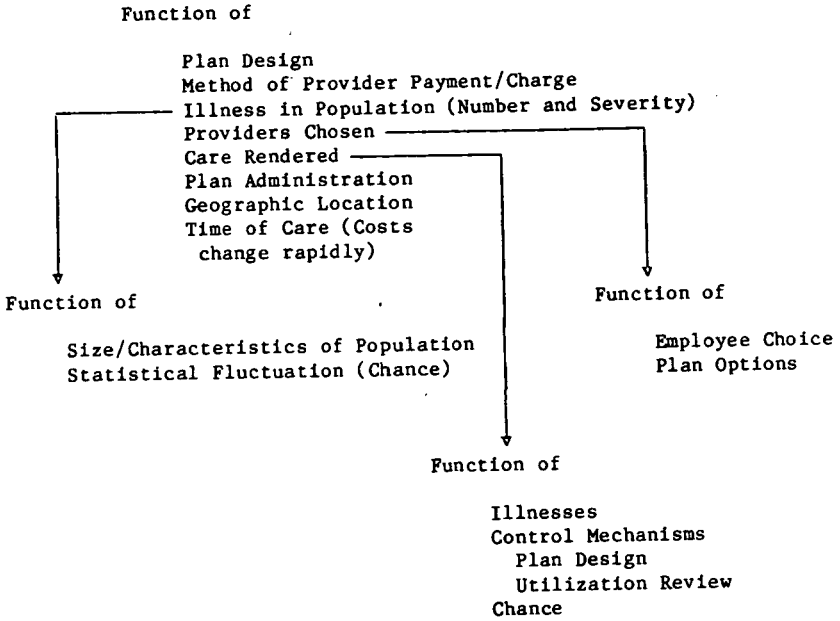 Function of
Plan Design
Method of Provider Payment/Charge
Illness in Population (Number and Severity)
Providers Chosen
Care Rendered
Plan Administration
Geographic Location
Time of Care (Costs
change rapidly)
Function of
Size/Characteristics of Population
Statistical Fluctuation (Chance)
Function of
Employee Choice
Plan Options
Function of
Illnesses
Control Mechanisms
Plan Design
Utilization Review
Chance